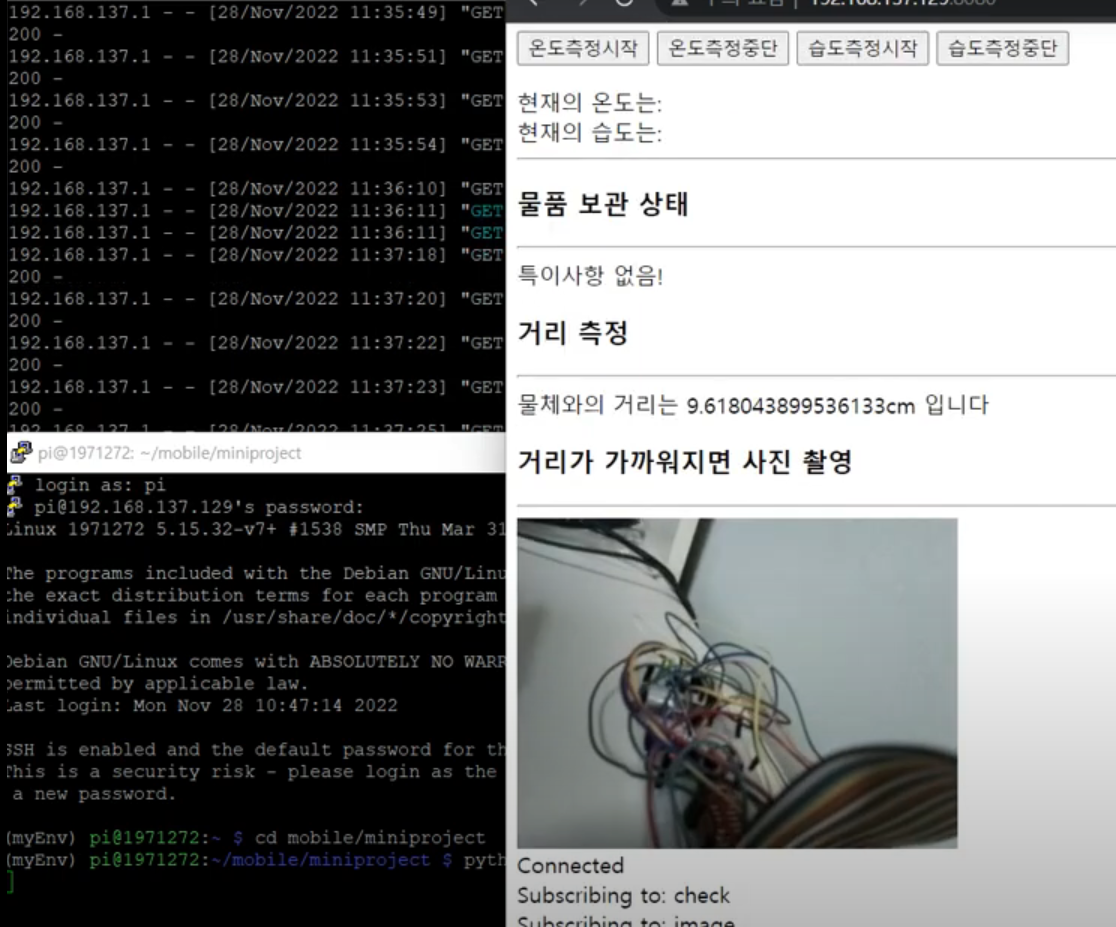 192.168.137.1 - - [28/Nov/2022 11:35:49] "GET
200 -
192.168.137.1 - - [28/Nov/2022 11:35:51] "GET
200 -
192.168.137.1 - - [28/Nov/2022 11:35:53] "GET
200 -
192.168.137.1 - - [28/Nov/2022 11:35:54] "GET
200 -
192.168.137.1 - - [28/Nov/2022 11:36:10] "GET
192.168.137.1 - - [28/Nov/2022 11:36:11] "GET
192.168.137.1 - - [28/Nov/2022 11:36:11] "GET
192.168.137.1 - - [28/Nov/2022 11:37:18] "GET
200 -
192.168.137.1 - - [28/Nov/2022 11:37:20] "GET
200 -
192.168.137.1 - - [28/Nov/2022 11:37:22] "GET
200 -
192.168.137.1 - - [28/Nov/2022 11:37:23] "GET
200 -
192.168.137.1 - - [28/Nov/2022 11:37:25] "GET
pi@1971272: ~/mobile/miniproject
login as: pi
pi@192.168.137.129's password:
Linux 1971272 5.15.32-v7+ #1538 SMP Thu Mar 31
The programs included with the Debian GNU/Linu
the exact distribution terms for each program
individual files in /usr/share/doc/*/copyright
Debian GNU/Linux comes with ABSOLUTELY NO WARR
permitted by applicable law.
Last login: Mon Nov 28 10:47:14 2022
SSH is enabled and the default password for th
This is a security risk - please login as the
a new password.
(myEnv) pi@1971272:~ $ cd mobile/miniproject
(myEnv) pi@1971272:~/mobile/miniproject $ pyth
온도측정시작 온도측정중단 습도측정시작 습도측정중단
현재의 온도는:
현재의 습도는:
물품 보관 상태
특이사항 없음!
거리 측정
물체와의 거리는 9.618043899536133cm 입니다
거리가 가까워지면 사진 촬영
Connected
Subscribing to: check
Subscribing to: image